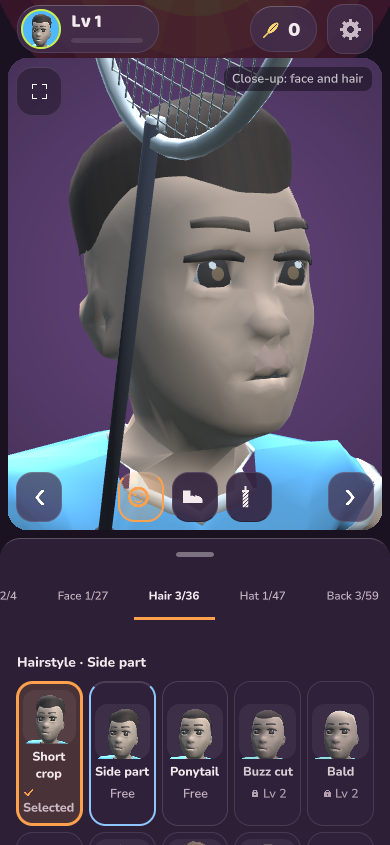 Lv 1
0
Close-up: face and hair
2/4
Face 1/27
Hair 3/36
Hat 1/47
Back 3/59
Hairstyle · Side part
Short
crop
Selected
Side part
Free
Ponytail
Free
Buzz cut
Lv 2
Bald
Lv 2